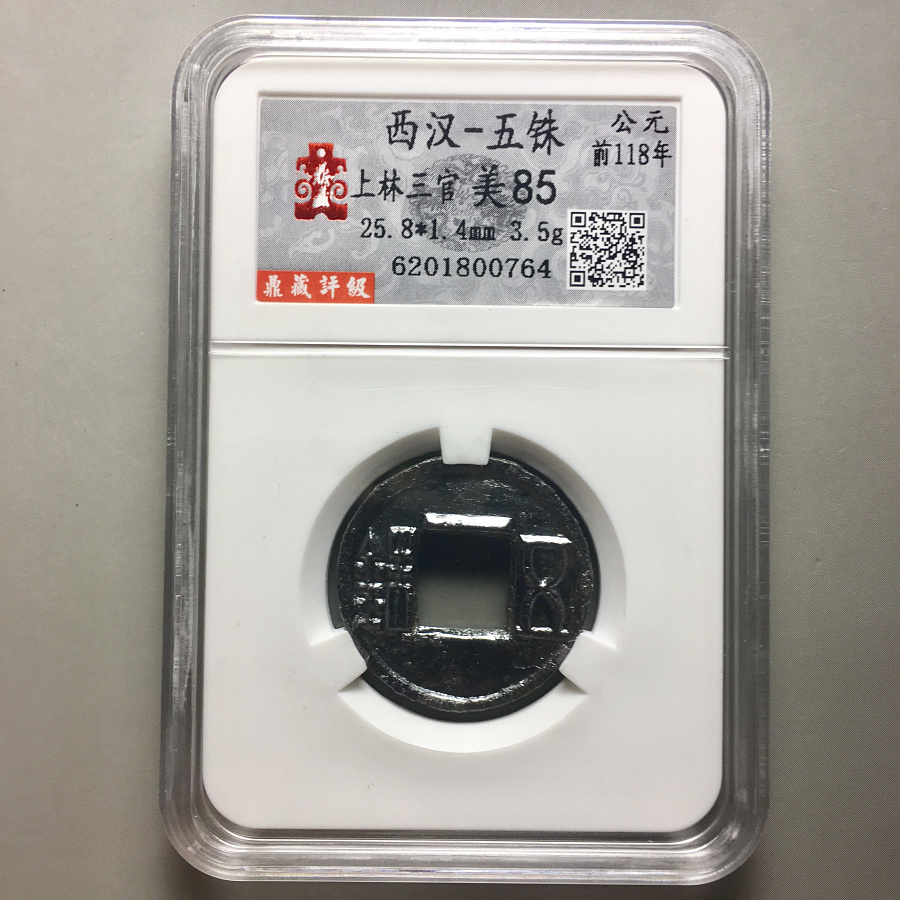 西汉-五铢 公元
前118年
上林三官 美85
25.8*1.4mm 3.5g
6201800764
鼎藏評級
五 銖